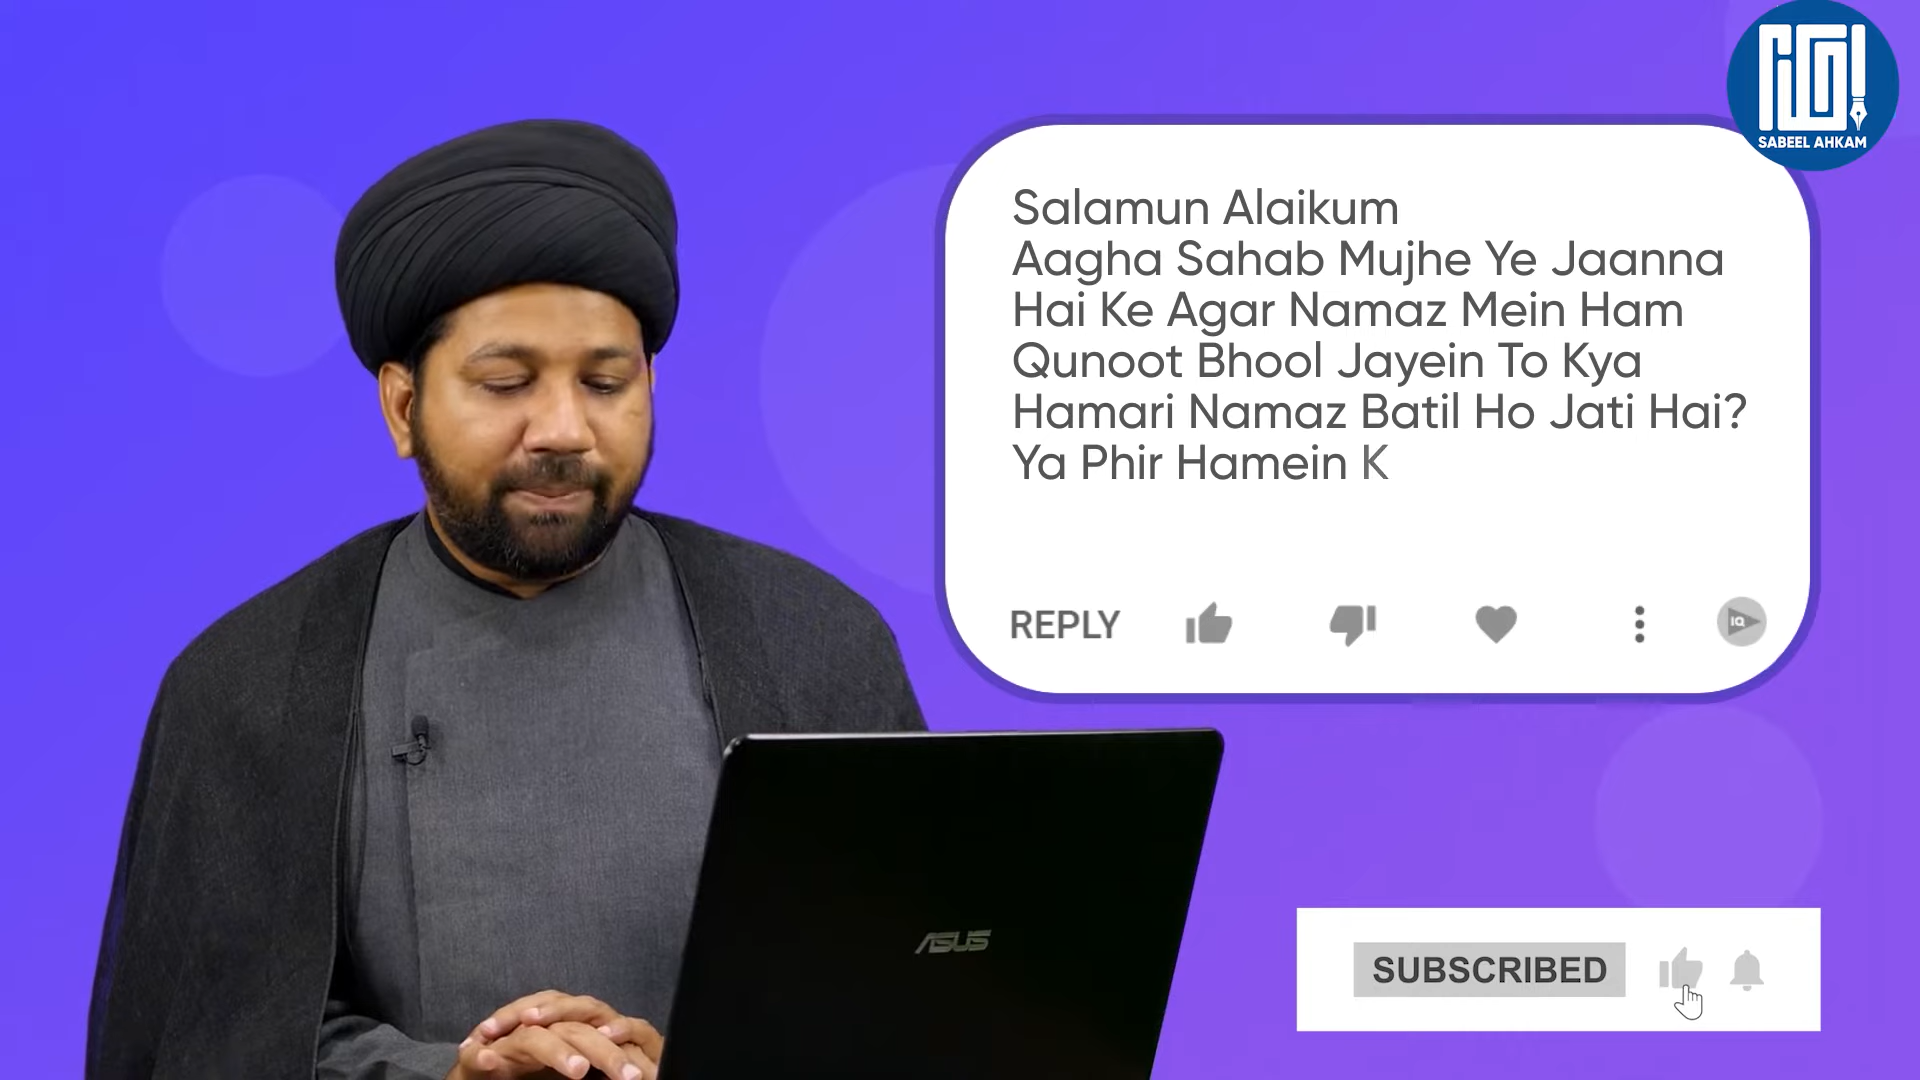 SABEEL AHKAM
Salamun Alaikum
Aagha Sahab Mujhe Ye Jaanna
Hai Ke Agar Namaz Mein Ham
Qunoot Bhool Jayein To Kya
Hamari Namaz Batil Ho Jati Hai?
Ya Phir Hamein K
REPLY
IQ
ASUS
SUBSCRIBED